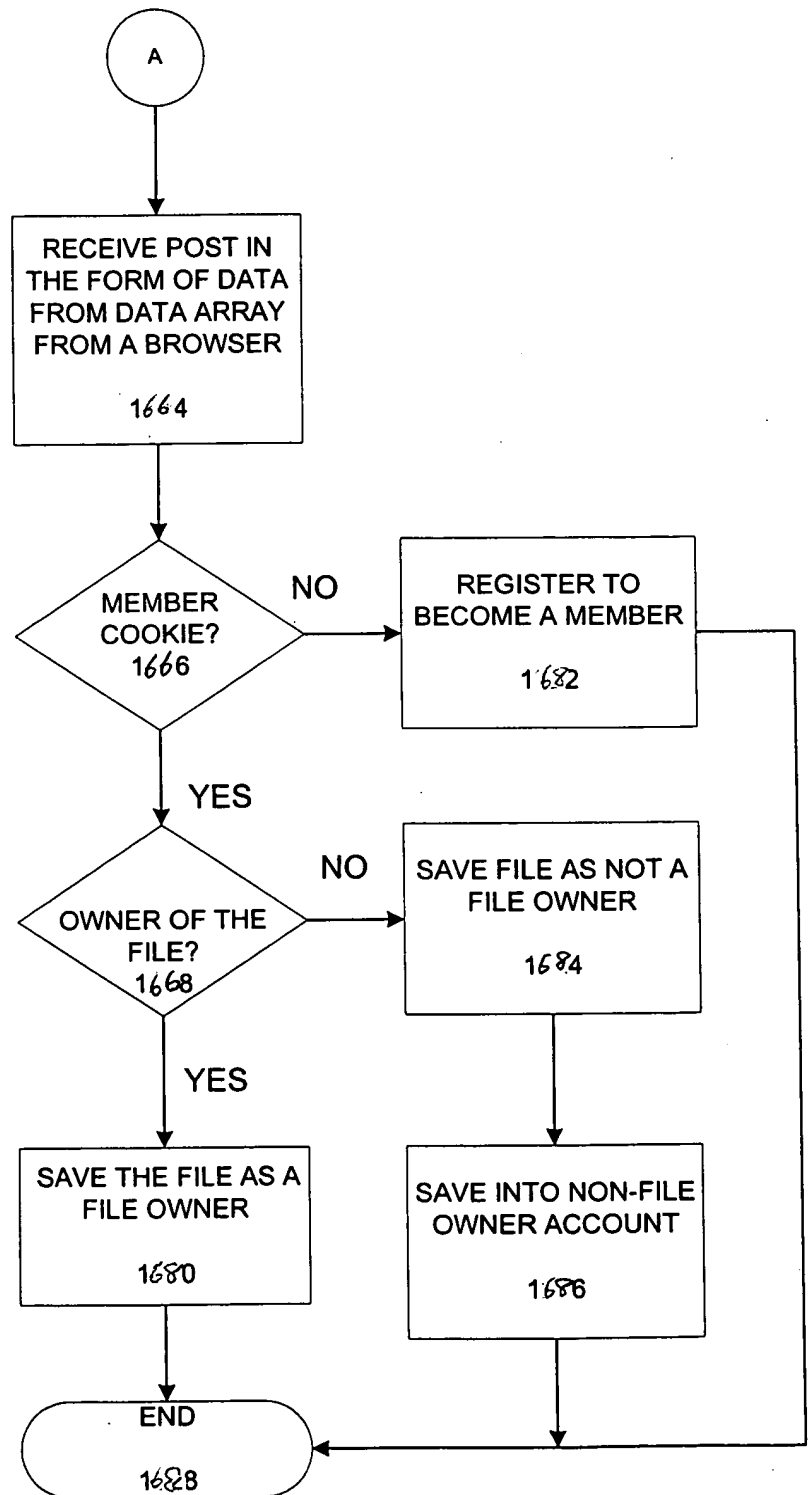 A
RECEIVE POST IN
THE FORM OF DATA
FROM DATA ARRAY
FROM A BROWSER
1664
MEMBER
COOKIE?
1666
NO
REGISTER TO
BECOME A MEMBER
1682
YES
OWNER OF THE
FILE?
1668
NO
SAVE FILE AS NOT A
FILE OWNER
1684
YES
SAVE THE FILE AS A
FILE OWNER
1680
SAVE INTO NON-FILE
OWNER ACCOUNT
1686
END
1688